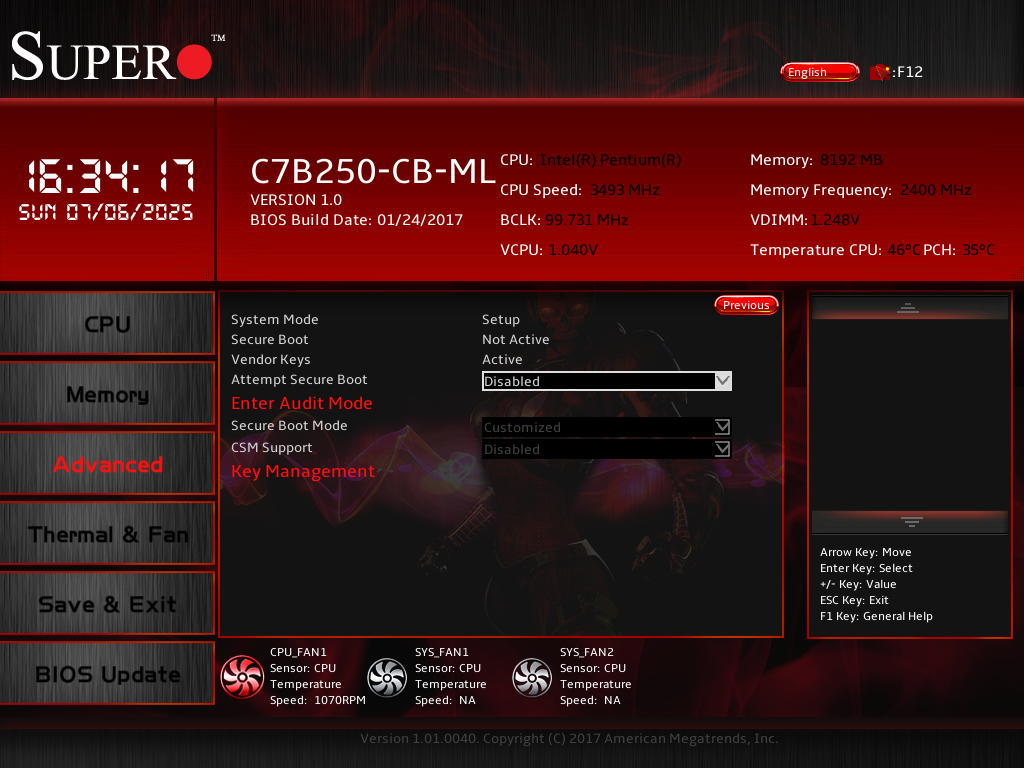 SUPER TM
English :F12
16:34:17
SUN 07/06/2025
C7B250-CB-ML
VERSION 1.0
BIOS Build Date: 01/24/2017
CPU: Intel(R) Pentium(R)
CPU Speed: 3493 MHz
BCLK: 99.731 MHz
VCPU: 1.040V
Memory: 8192 MB
Memory Frequency: 2400 MHz
VDIMM: 1.248V
Temperature CPU: 46ºC PCH: 35ºC
CPU
Memory
Advanced
Thermal & Fan
Save & Exit
BIOS Update
Previous
System Mode Setup
Secure Boot Not Active
Vendor Keys Active
Attempt Secure Boot Disabled
Enter Audit Mode
Secure Boot Mode Customized
CSM Support Disabled
Key Management
Arrow Key: Move
Enter Key: Select
+/- Key: Value
ESC Key: Exit
F1 Key: General Help
CPU_FAN1
Sensor: CPU
Temperature
Speed: 1070RPM
SYS_FAN1
Sensor: CPU
Temperature
Speed: NA
SYS_FAN2
Sensor: CPU
Temperature
Speed: NA
Version 1.01.0040. Copyright (C) 2017 American Megatrends, Inc.